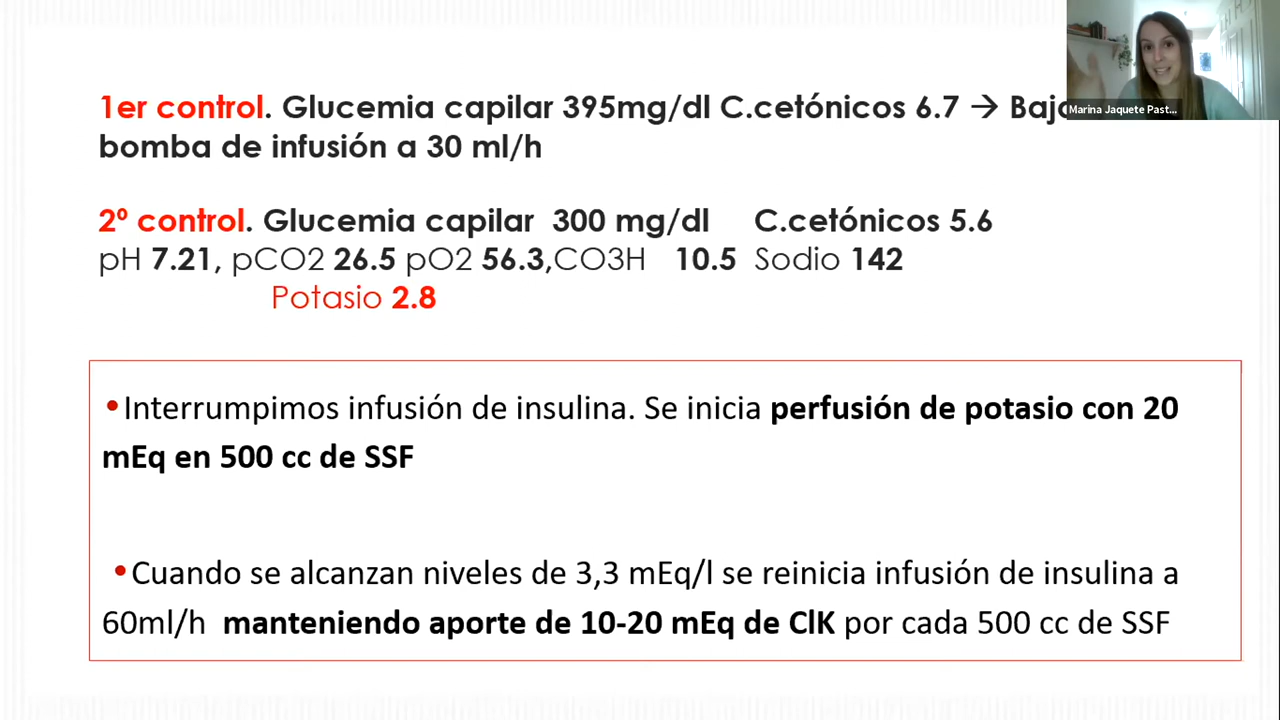 1er control. Glucemia capilar 395mg/dl C.cetónicos 6.7 → Bajo
bomba de infusión a 30 ml/h
2º control. Glucemia capilar 300 mg/dl C.cetónicos 5.6
pH 7.21, pCO2 26.5 pO2 56.3,CO3H 10.5 Sodio 142
Potasio 2.8
•Interrumpimos infusión de insulina. Se inicia perfusión de potasio con 20
mEq en 500 cc de SSF
•Cuando se alcanzan niveles de 3,3 mEq/l se reinicia infusión de insulina a
60ml/h manteniendo aporte de 10-20 mEq de ClK por cada 500 cc de SSF
Marina Jaquete Past...